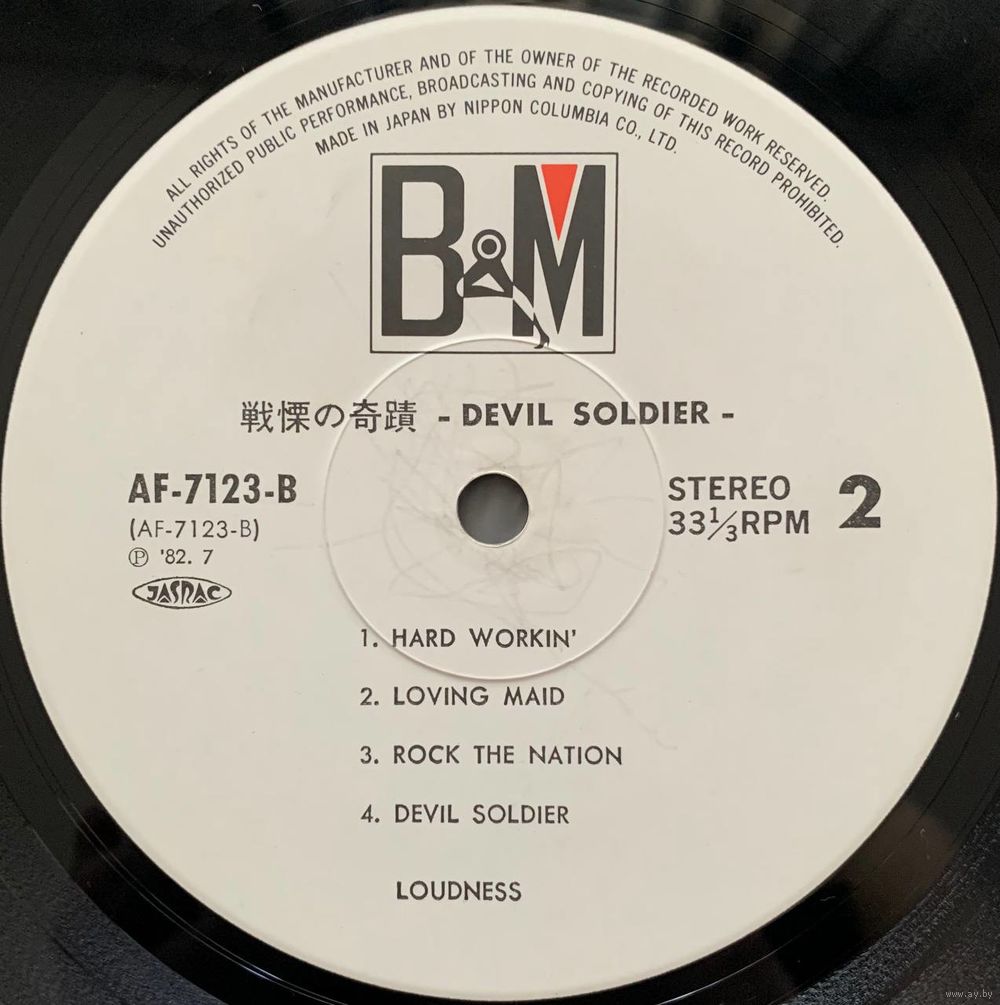 ALL RIGHTS OF THE MANUFACTURER AND OF THE OWNER OF THE RECORDED WORK RESERVED.
UNAUTHORIZED PUBLIC PERFORMANCE, BROADCASTING AND COPYING OF THIS RECORD PROHIBITED.
MADE IN JAPAN BY NIPPON COLUMBIA CO., LTD.
B&M
戦慄の奇蹟 - DEVIL SOLDIER -
AF-7123-B
(AF-7123-B)
Ⓟ '82. 7
JASRAC
STEREO
33⅓RPM
2
1. HARD WORKIN'
2. LOVING MAID
3. ROCK THE NATION
4. DEVIL SOLDIER
LOUDNESS
www.ay.by